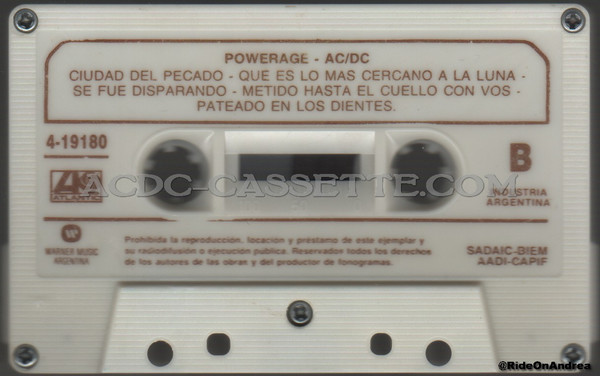 POWERAGE - AC/DC
CIUDAD DEL PECADO - QUE ES LO MAS CERCANO A LA LUNA -
SE FUE DISPARANDO - METIDO HASTA EL CUELLO CON VOS -
PATEADO EN LOS DIENTES.
4-19180
B
ATLANTIC
ACDC-CASSETTE.COM
INDUSTRIA
ARGENTINA
WARNER MUSIC
ARGENTINA
Prohibida la reproducción, locación y préstamo de este ejemplar y
su radiodifusión o ejecución pública. Reservados todos los derechos
de los autores de las obras y del productor de fonogramas.
SADAIC-BIEM
AADI-CAPIF
@RideOnAndrea